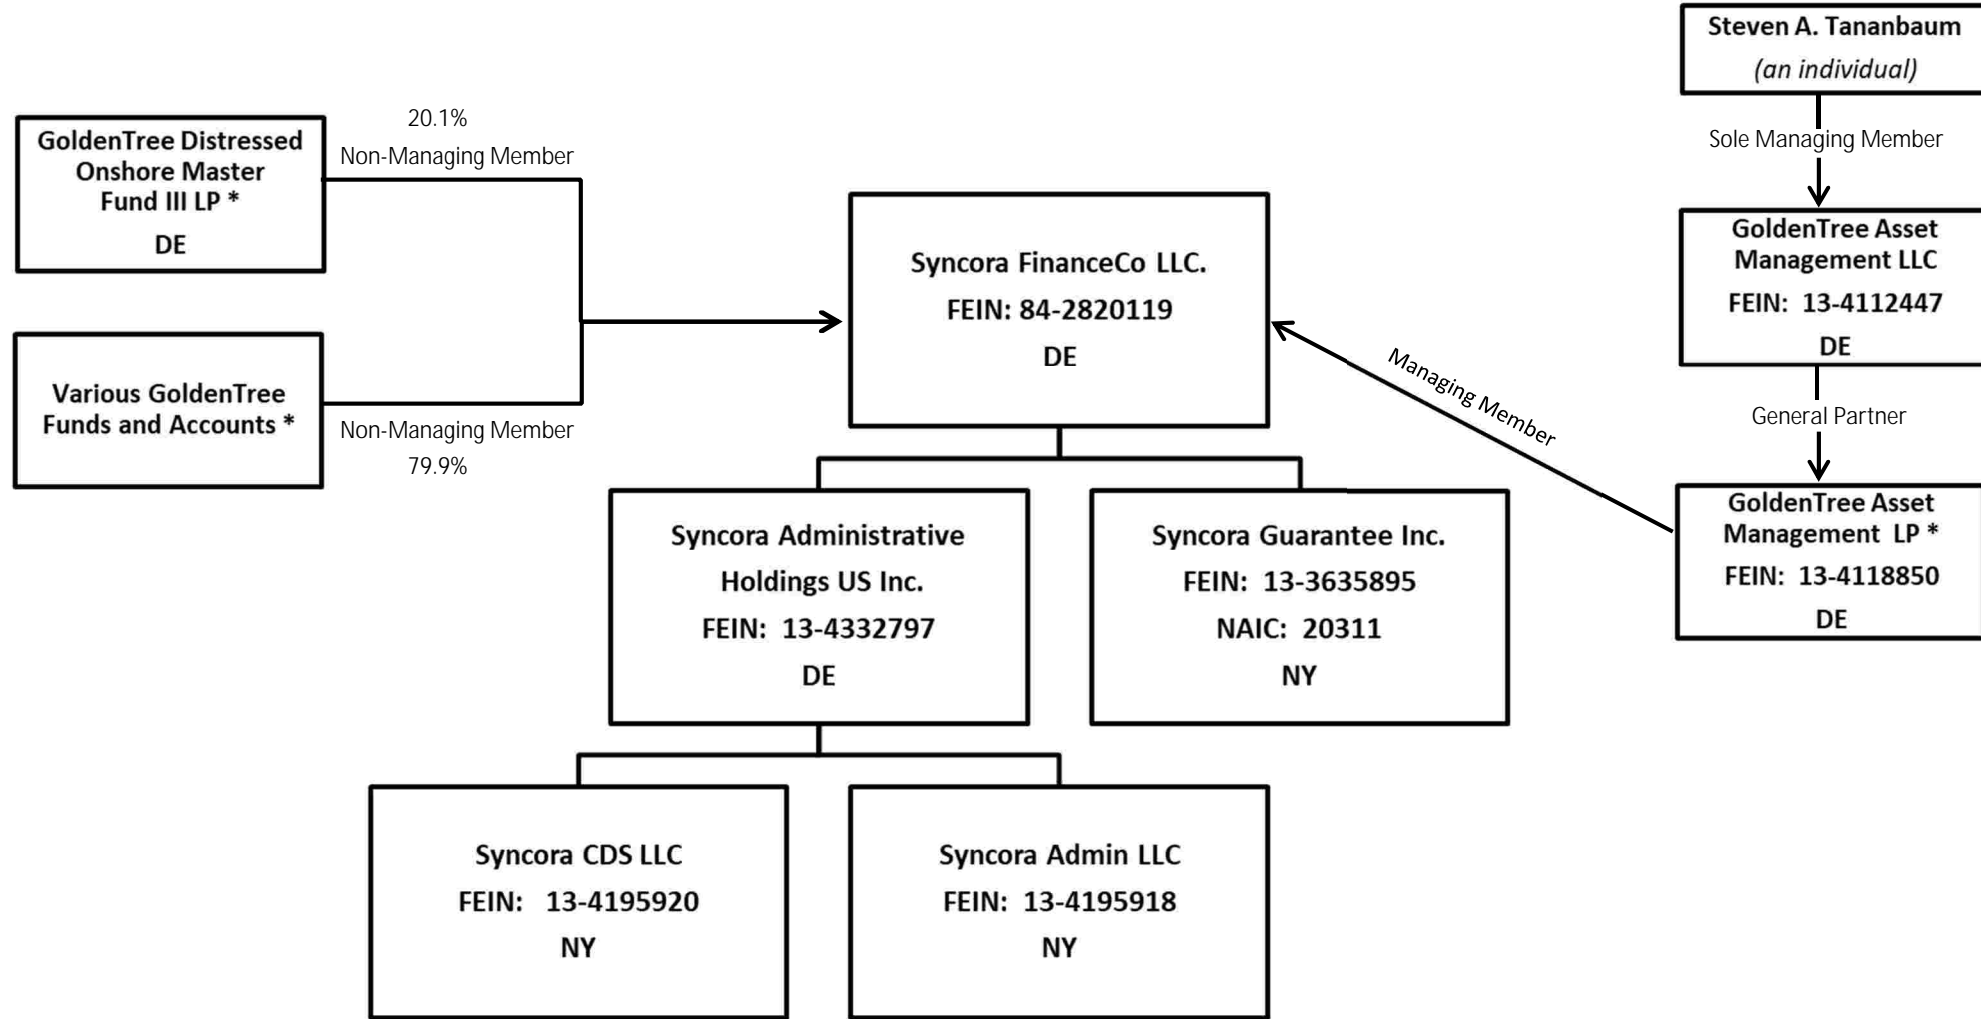 Steven A. Tananbaum
(an individual)
Sole Managing Member
GoldenTree Asset
Management LLC
FEIN: 13-4112447
DE
General Partner
GoldenTree Asset
Management LP *
FEIN: 13-4118850
DE
Managing Member
GoldenTree Distressed
Onshore Master
Fund III LP *
DE
20.1%
Non-Managing Member
Various GoldenTree
Funds and Accounts *
Non-Managing Member
79.9%
Syncora FinanceCo LLC.
FEIN: 84-2820119
DE
Syncora Administrative
Holdings US Inc.
FEIN: 13-4332797
DE
Syncora Guarantee Inc.
FEIN: 13-3635895
NAIC: 20311
NY
Syncora CDS LLC
FEIN: 13-4195920
NY
Syncora Admin LLC
FEIN: 13-4195918
NY